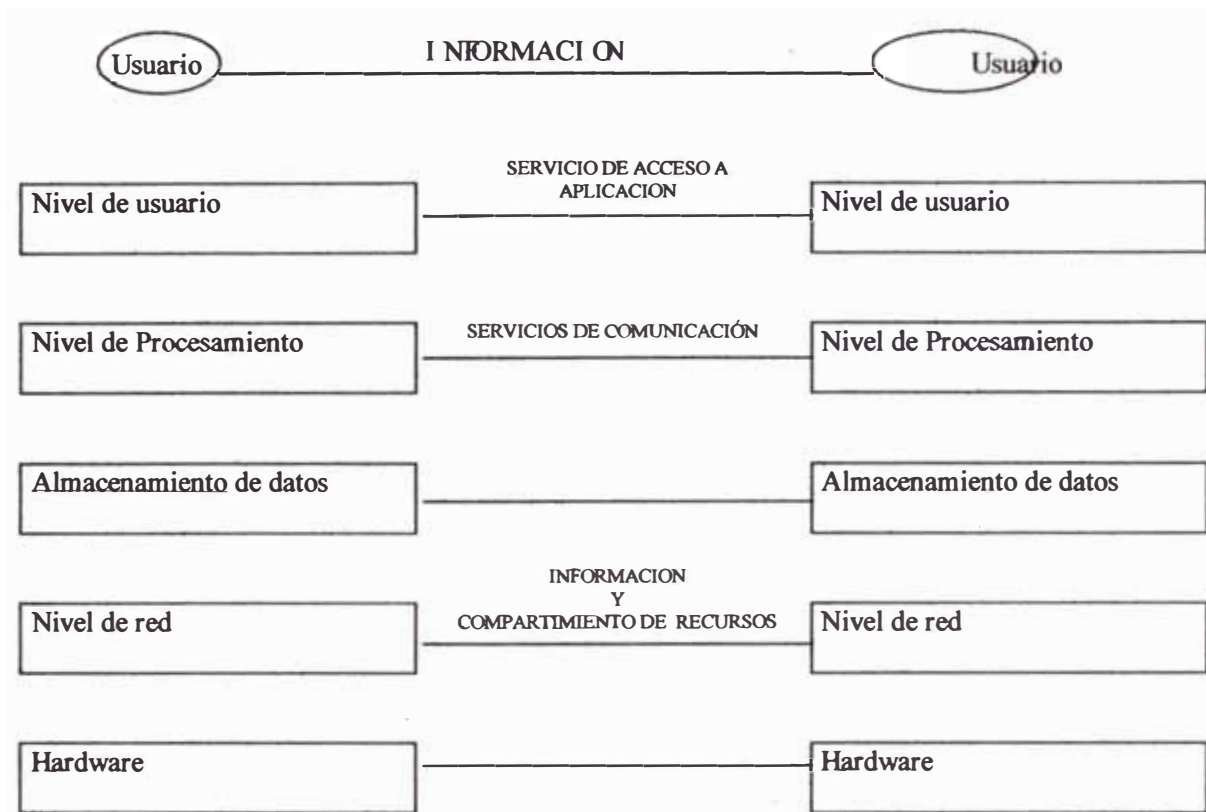 Usuario
I NFORMACI ON
Usuario
SERVICIO DE ACCESO A
APLICACION
Nivel de usuario
Nivel de usuario
SERVICIOS DE COMUNICACIÓN
Nivel de Procesamiento
Nivel de Procesamiento
Almacenamiento de datos
Almacenamiento de datos
INFORMACION
Y
COMPARTIMIENTO DE RECURSOS
Nivel de red
Nivel de red
Hardware
Hardware